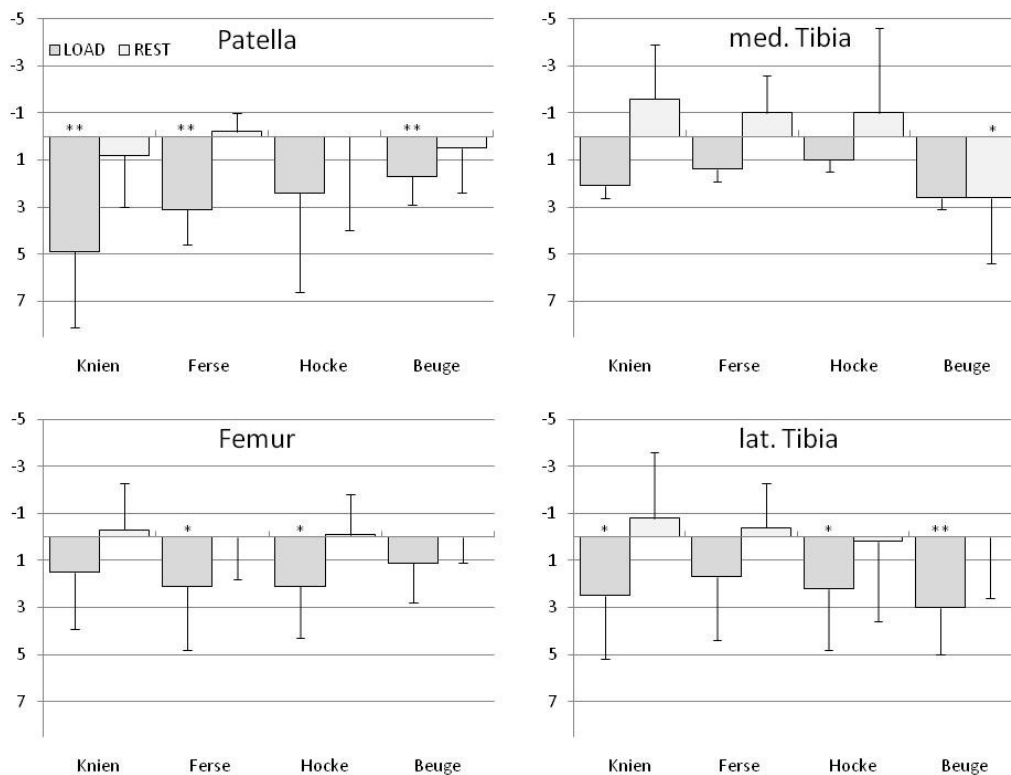 -5
Patella
LOAD REST
-3
-1
** ** **
1
3
5
7
Knien Ferse Hocke Beuge
-5
med. Tibia
-3
-1
*
1
3
5
7
Knien Ferse Hocke Beuge
-5
Femur
-3
-1
* *
1
3
5
7
Knien Ferse Hocke Beuge
-5
lat. Tibia
-3
-1
* * **
1
3
5
7
Knien Ferse Hocke Beuge